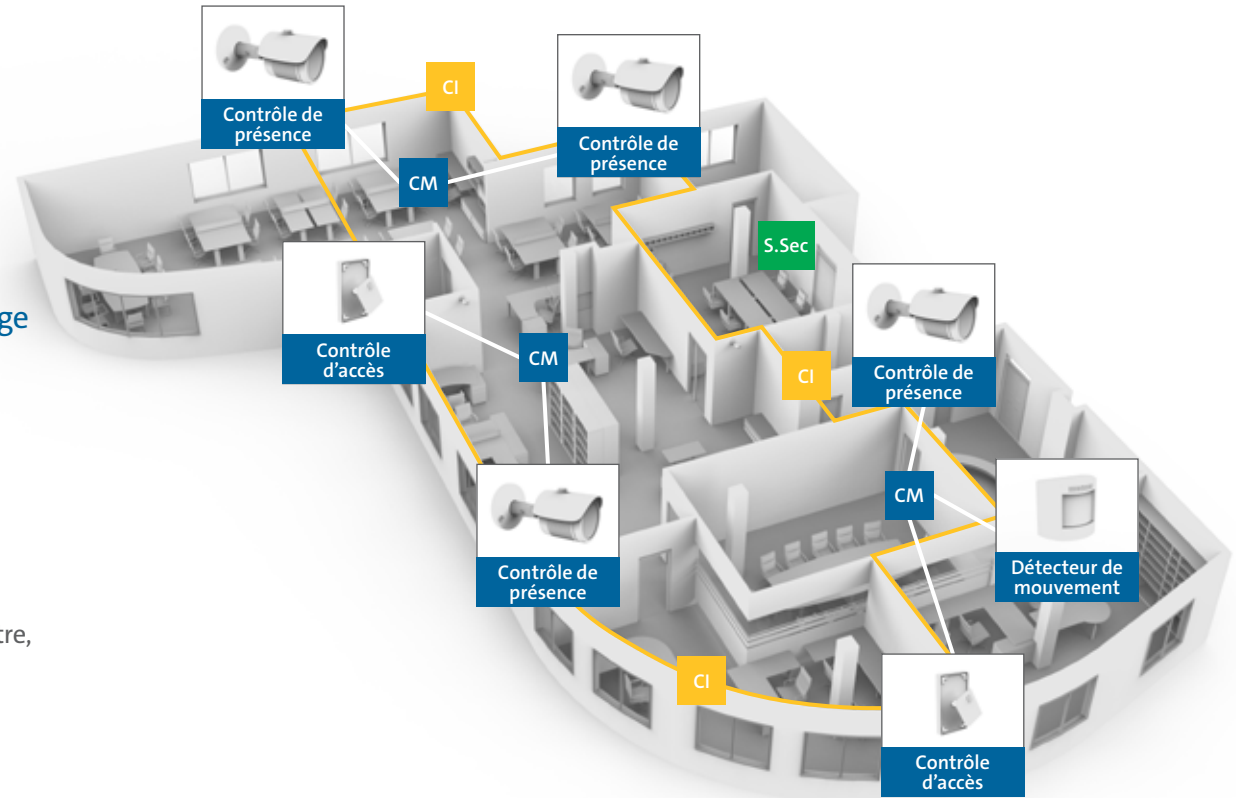 Contrôle de
présence
CI
Contrôle de
présence
CM
S.Sec
ge
Contrôle
d'accès
CM
CI
Contrôle de
présence
CM
Contrôle de
présence
Détecteur de
mouvement
tre,
CI
Contrôle
d'accès